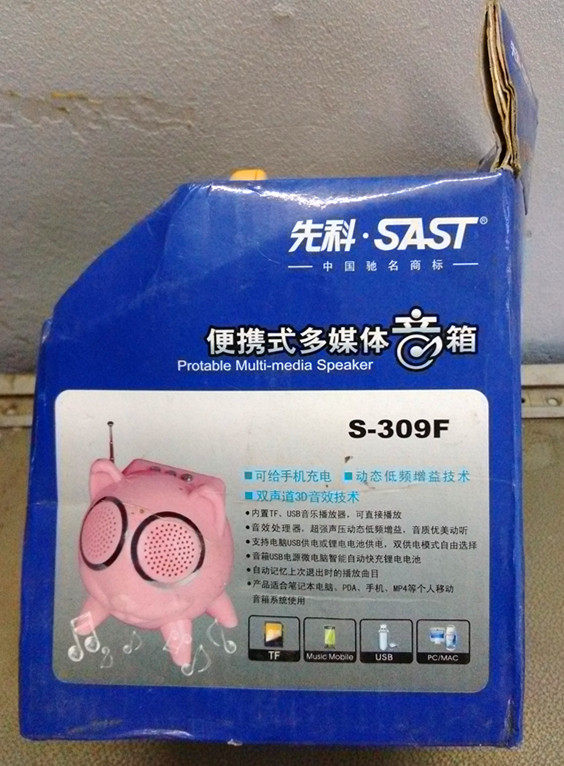 先科·SAST®
中国驰名商标
便携式多媒体音箱
Protable Multi-media Speaker
S-309F
■可给手机充电 ■动态低频增益技术
■双声道3D音效技术
•内置TF、USB音乐播放器，可直接播放
•音效处理器，超强声压动态低频增益、音质优美动听
•支持电脑USB供电或锂电电池供电，双供电模式自由选择
•音箱USB电源微电脑智能自动快充锂电电池
•自动记忆上次退出时的播放曲目
•产品适合笔记本电脑、PDA、手机、MP4等个人移动
音箱系统使用
TF Music Mobile USB PC/MAC